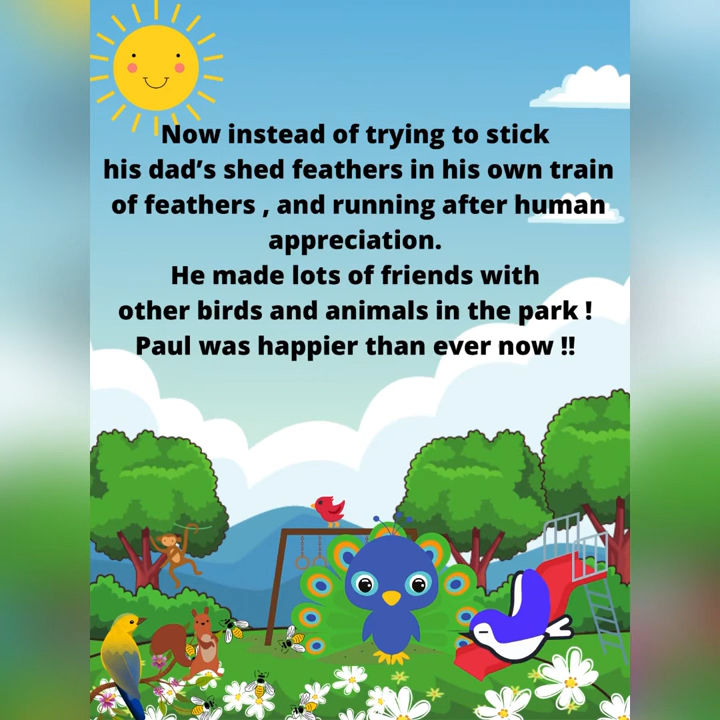 Now instead of trying to stick
his dad’s shed feathers in his own train
of feathers , and running after human
appreciation.
He made lots of friends with
other birds and animals in the park !
Paul was happier than ever now !!